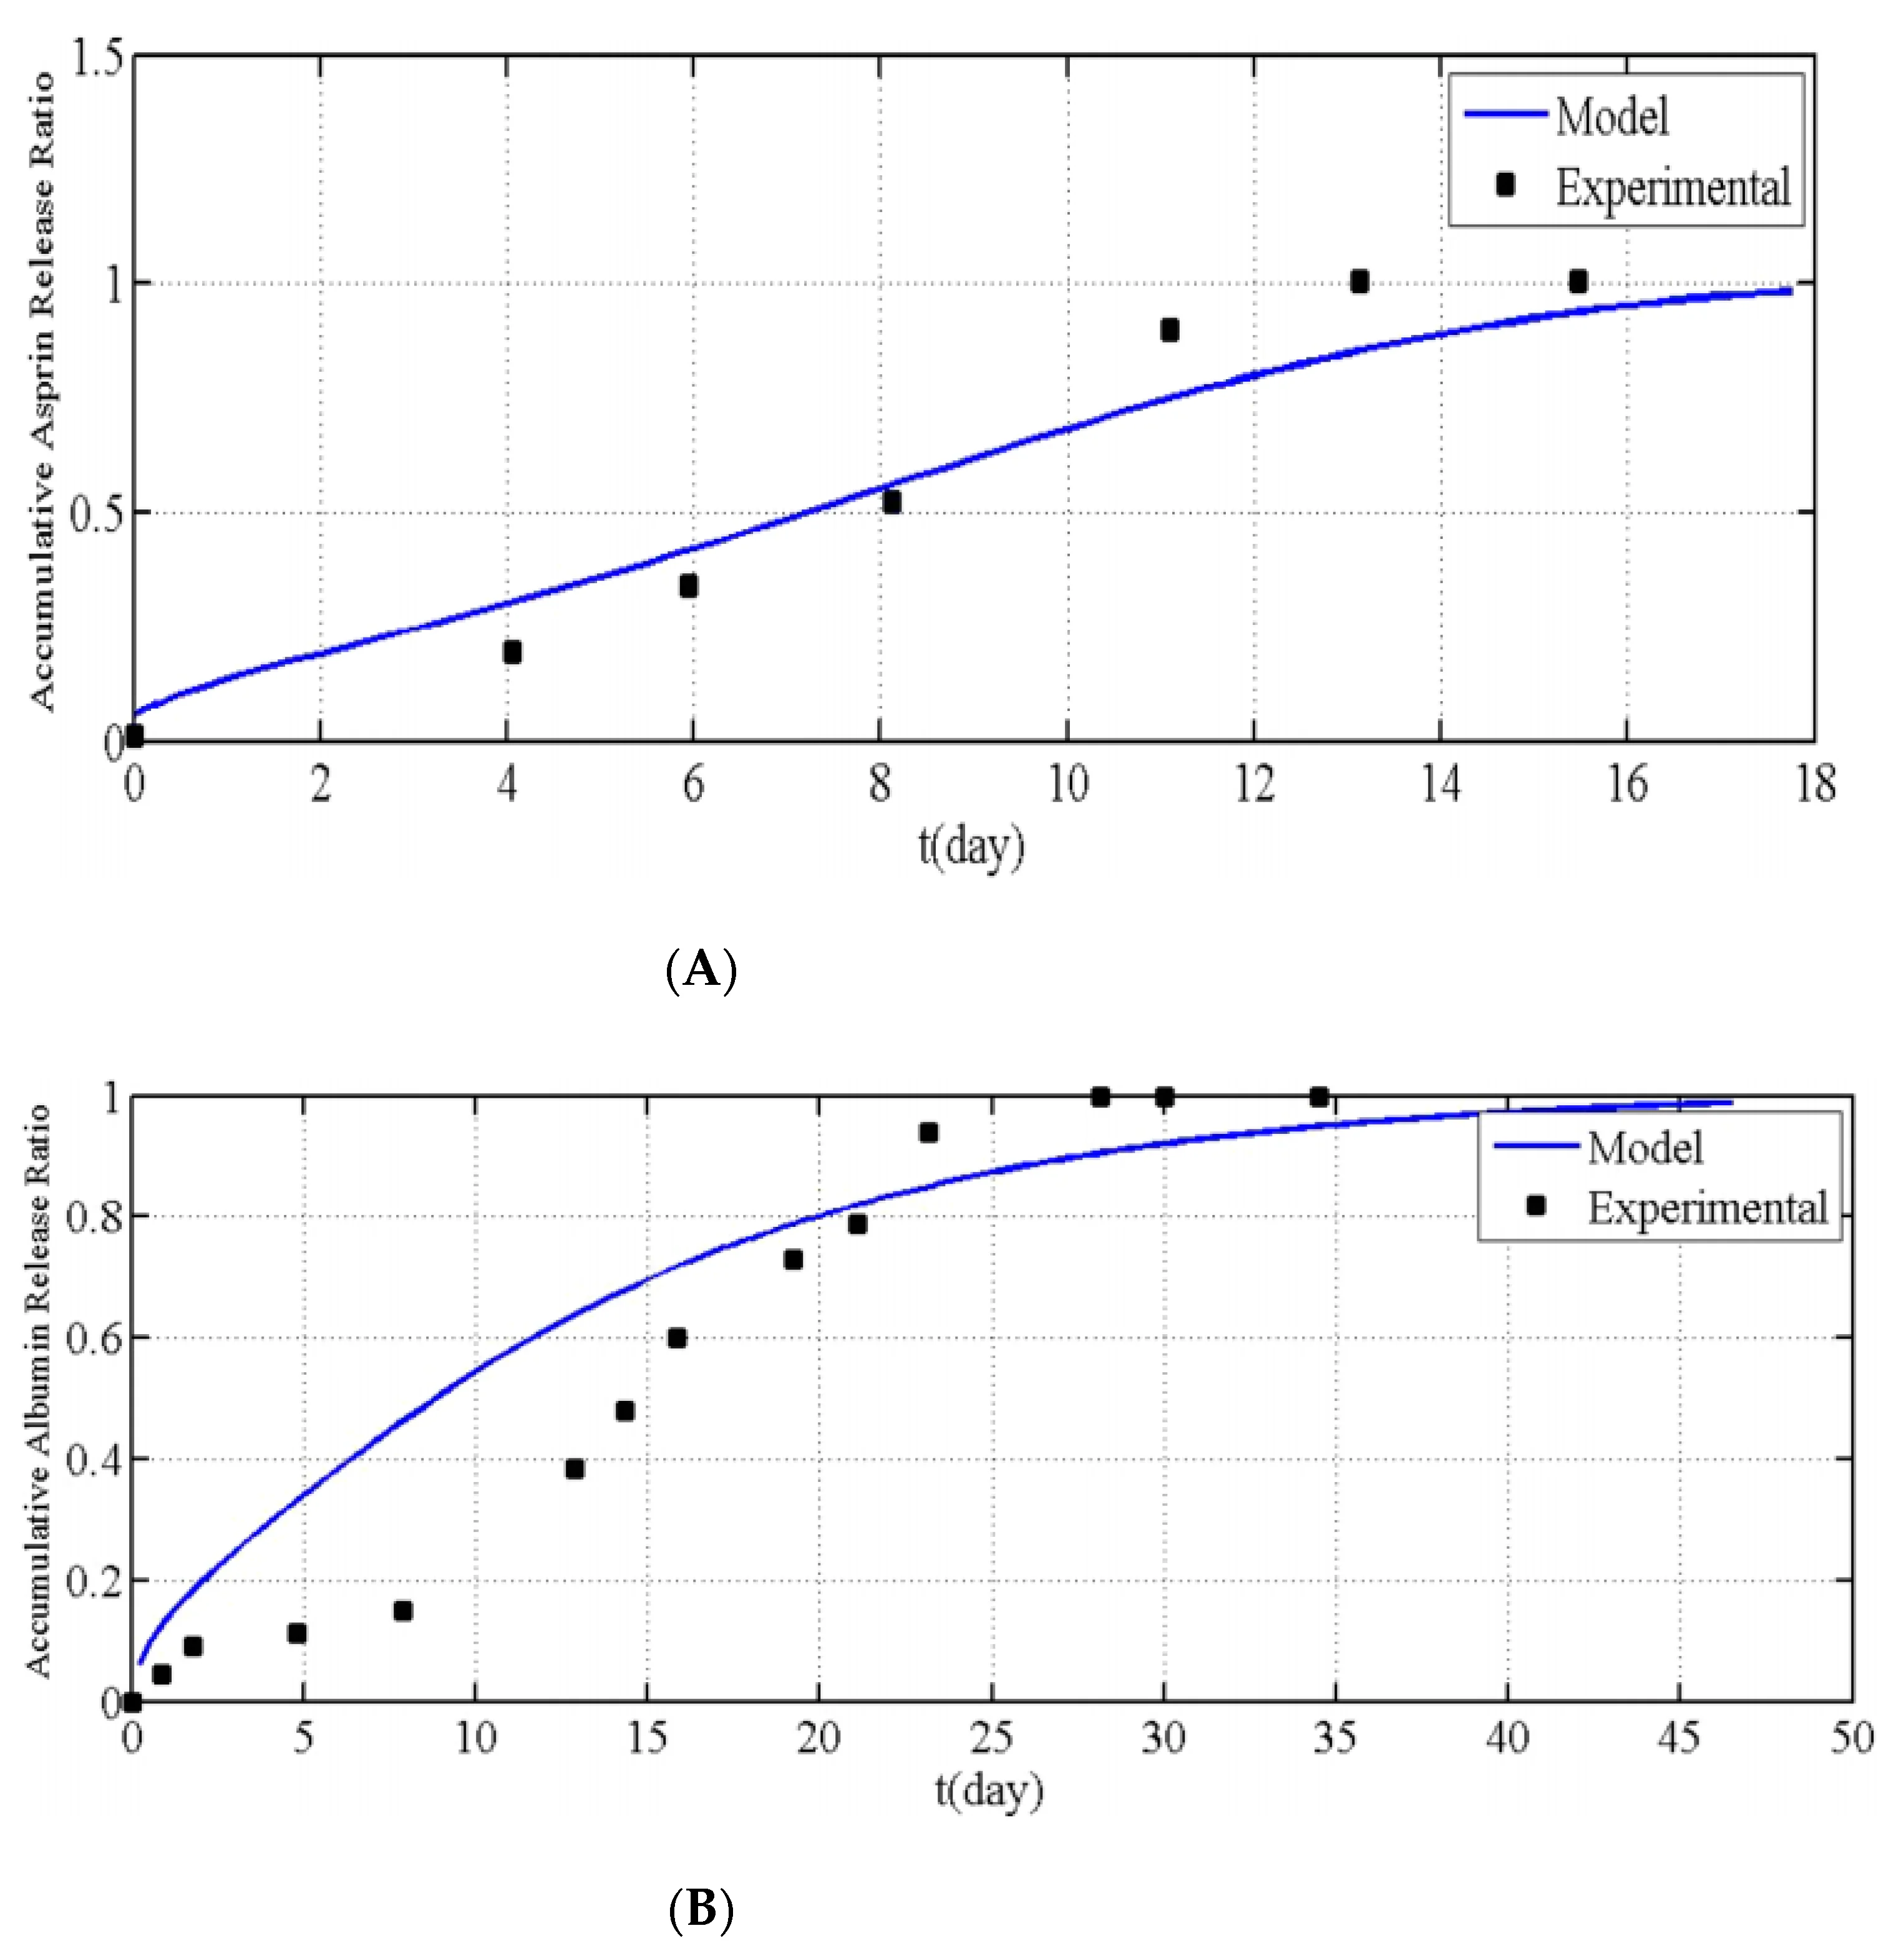 Accumulative Asprin Release Ratio
1.5
1
0.5
0
Model
Experimental
0 2 4 6 8 10 12 14 16 18
t(day)
(A)
Accumulative Albumin Release Ratio
1
0.8
0.6
0.4
0.2
0
Model
Experimental
0 5 10 15 20 25 30 35 40 45 50
t(day)
(B)